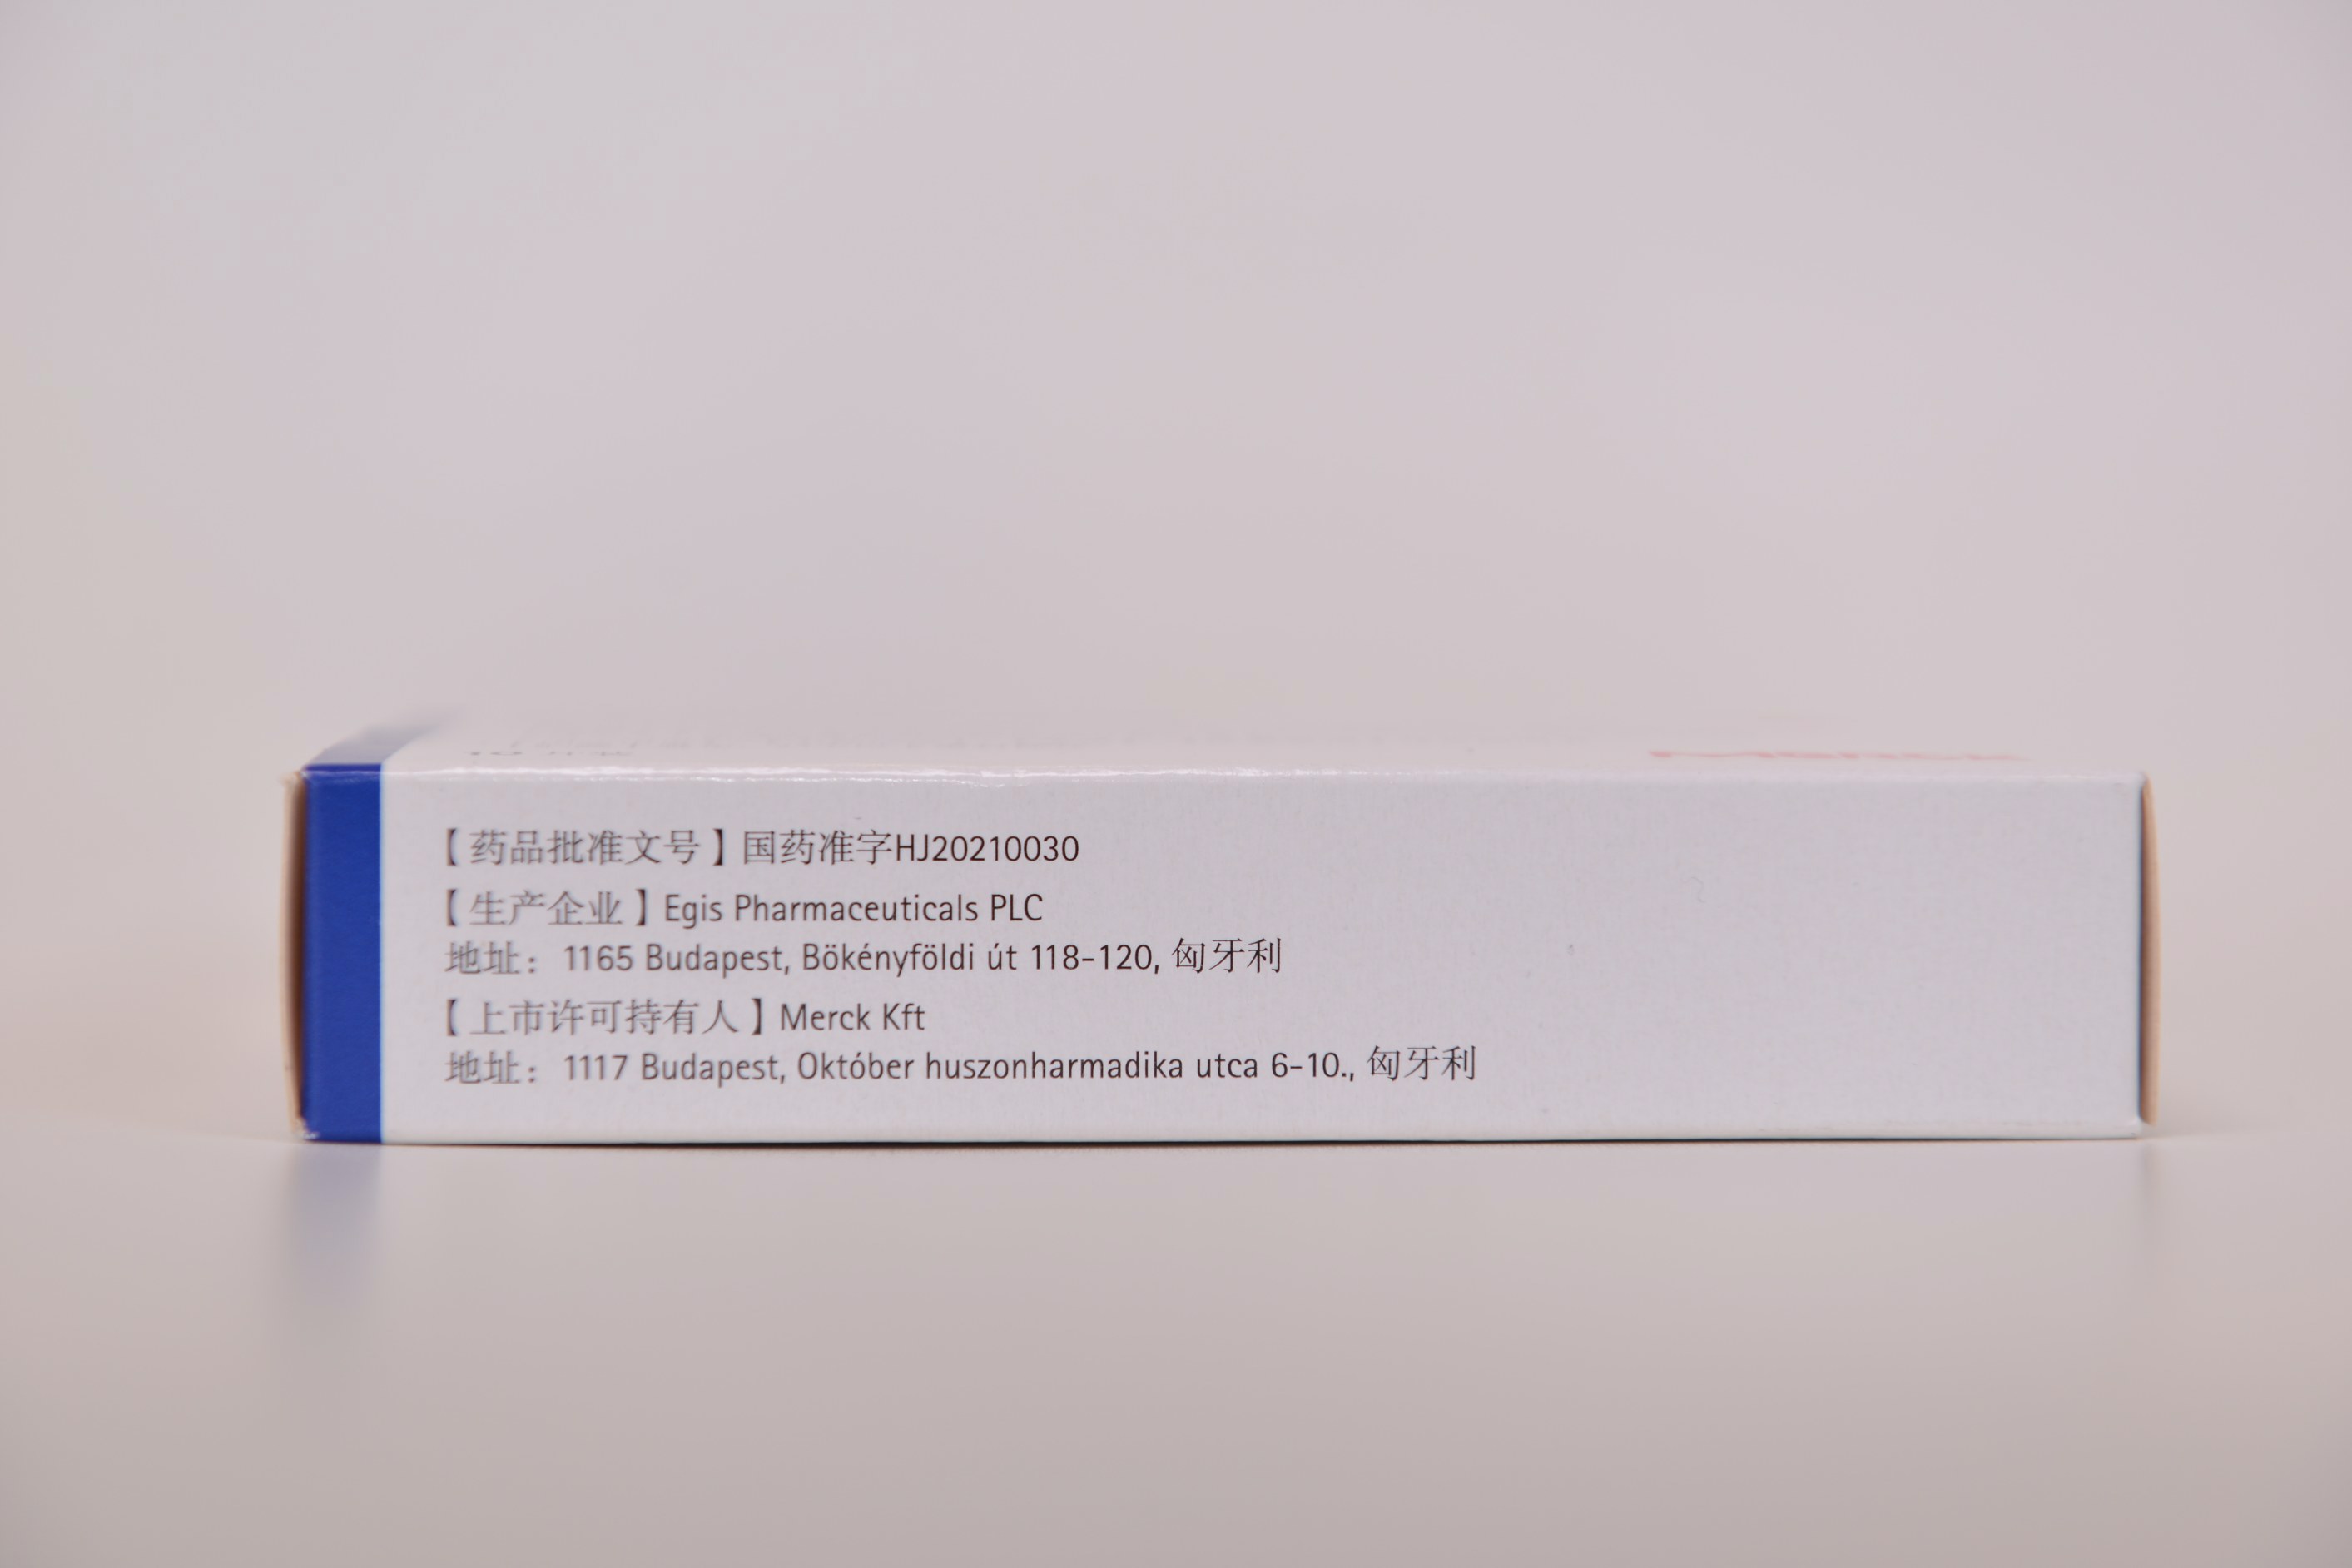 【药品批准文号】国药准字HJ20210030
【生产企业】Egis Pharmaceuticals PLC
地址：1165 Budapest, Bökényföldi út 118-120, 匈牙利
【上市许可持有人】Merck Kft
地址：1117 Budapest, Október huszonharmadika utca 6-10., 匈牙利